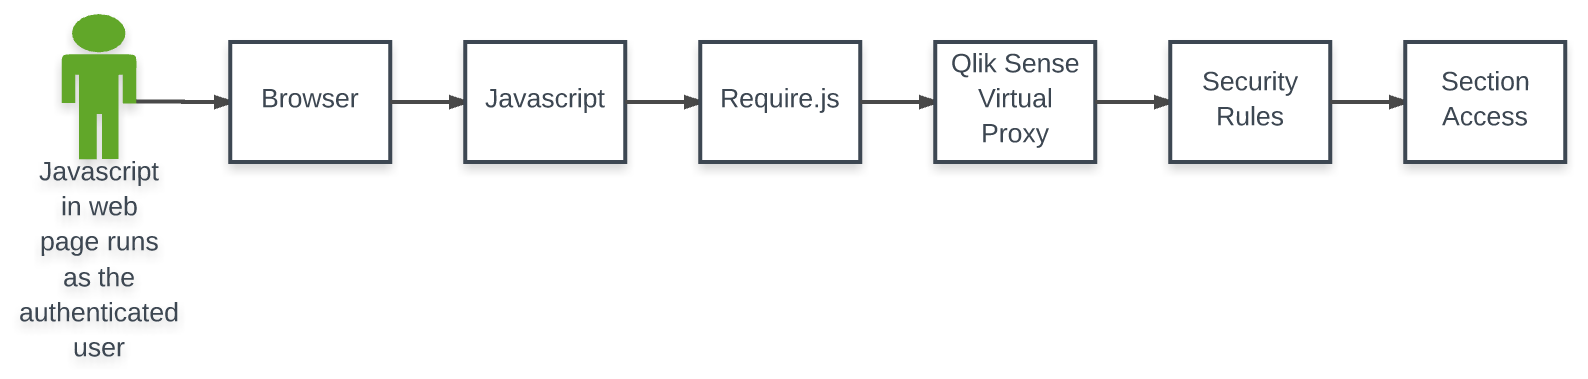 Browser
Javascript
Require.js
Qlik Sense
Virtual
Proxy
Security
Rules
Section
Access
Javascript
in web
page runs
as the
authenticated
user